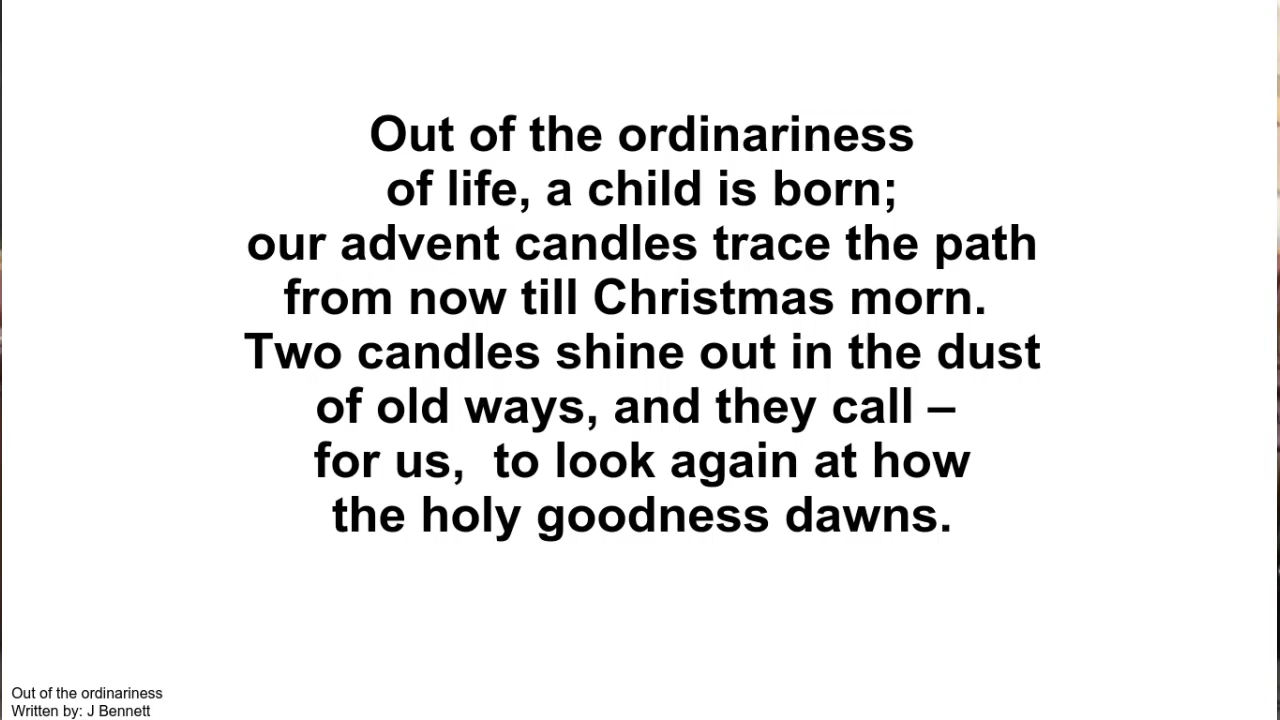 Out of the ordinariness
of life, a child is born;
our advent candles trace the path
from now till Christmas morn.
Two candles shine out in the dust
of old ways, and they call –
for us,  to look again at how
the holy goodness dawns.
Out of the ordinariness
Written by: J Bennett